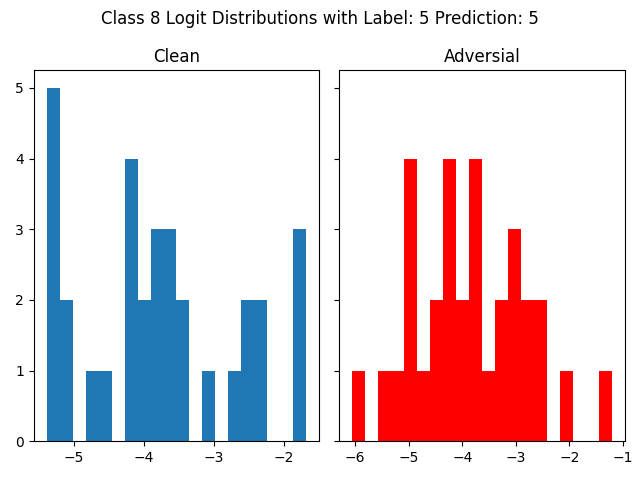 Class 8 Logit Distributions with Label: 5 Prediction: 5
Clean
Adversial
5
4
3
2
1
0
−5 −4 −3 −2
−6 −5 −4 −3 −2 −1